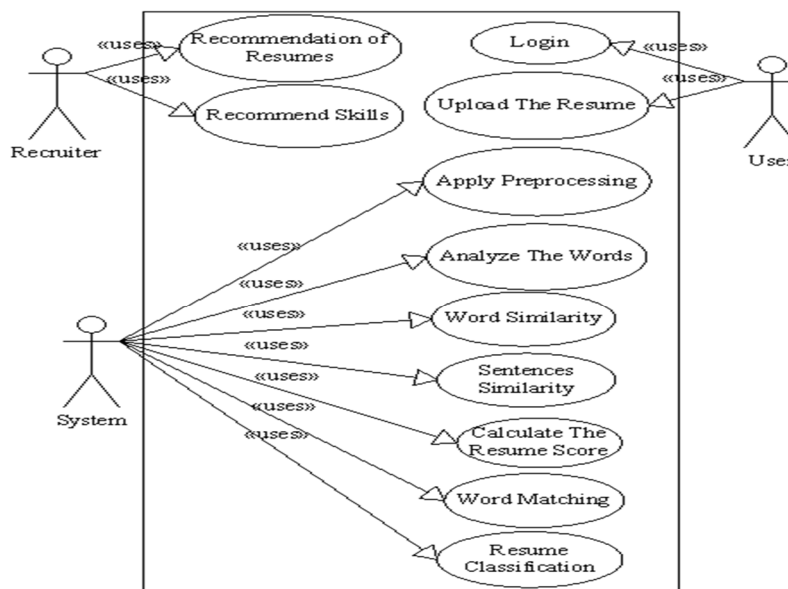 «uses»
Recommendation of
Resumes
Login
«uses»
«uses»
Recommend Skills
Upload The Resume
«uses»
Recruiter
User
Apply Preprocessing
«uses»
Analyze The Words
«uses»
Word Similarity
«uses»
«uses»
Sentences
Similarity
«uses»
System
«uses»
Calculate The
Resume Score
«uses»
Word Matching
Resume
Classification